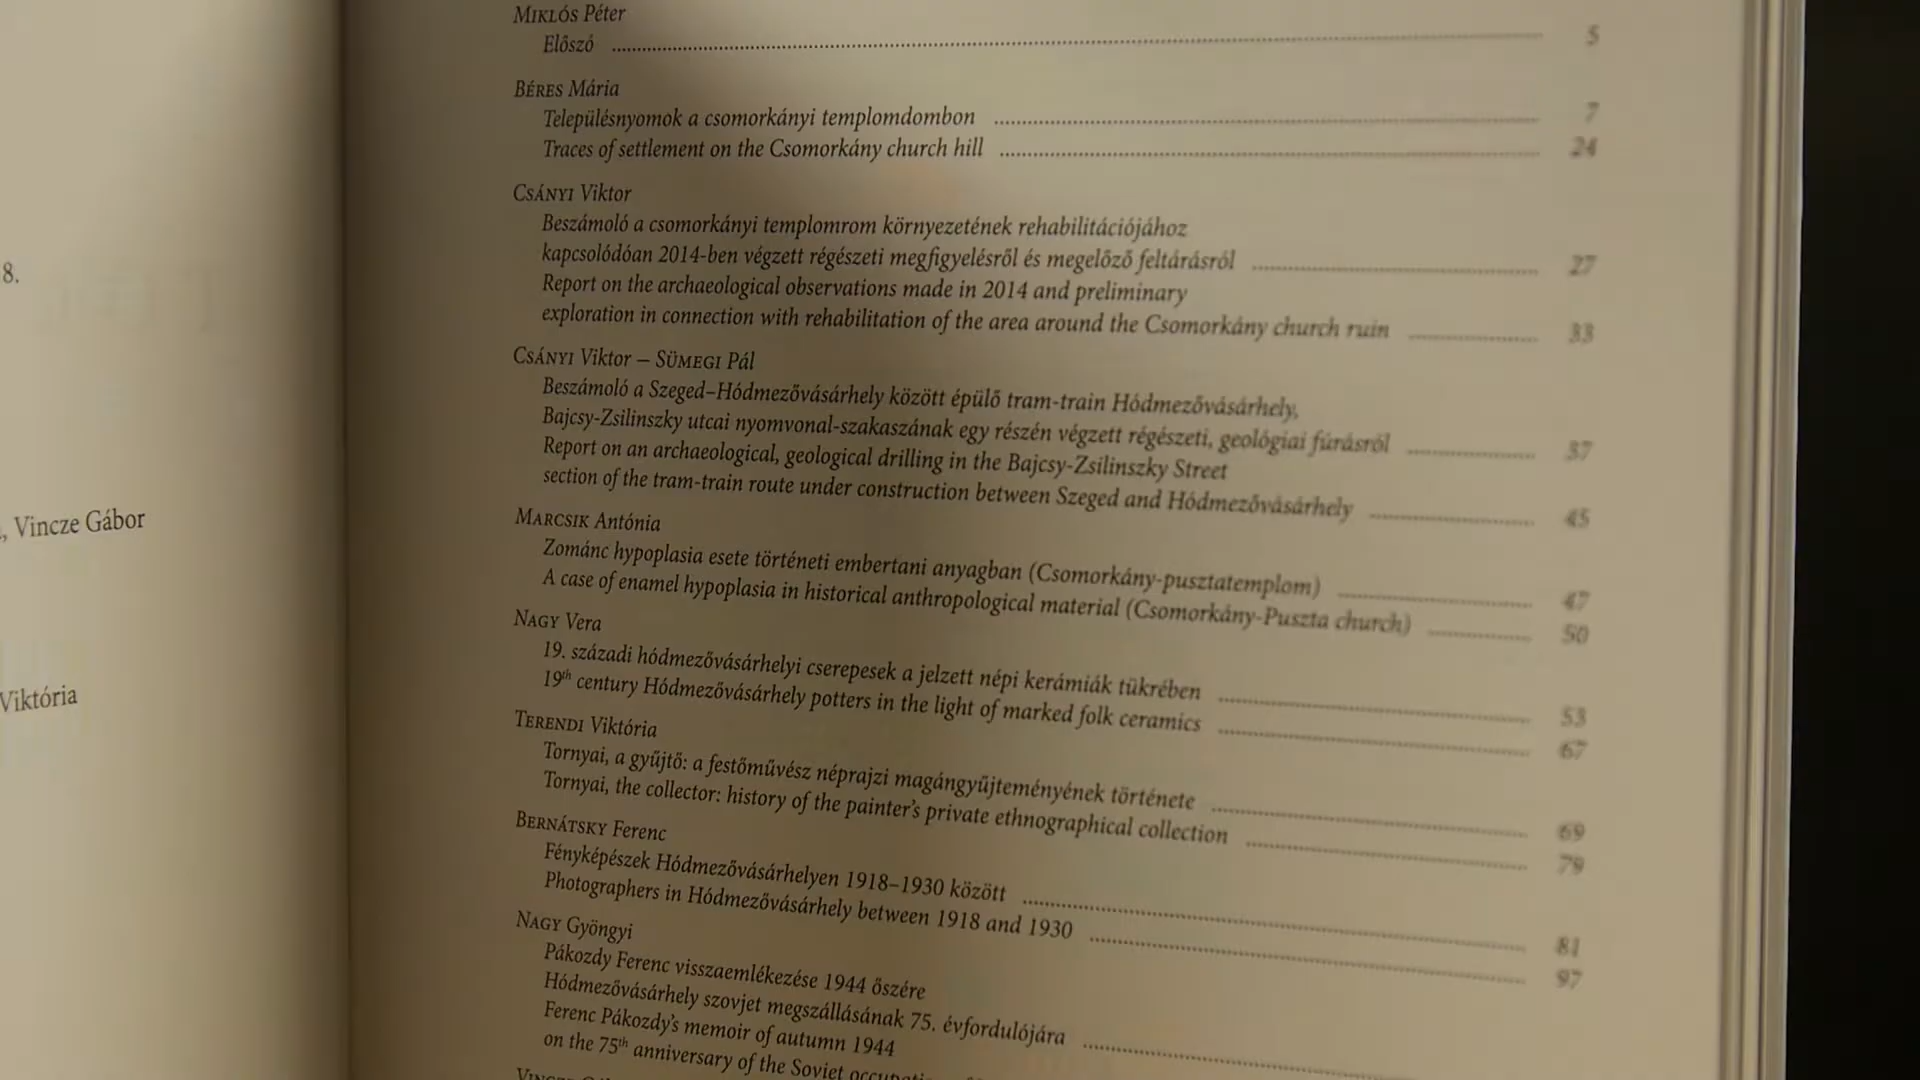 MIKLÓS Péter
Előszó ........ 5
BÉRES Mária
Településnyomok a csomorkányi templomdombon ........ 7
Traces of settlement on the Csomorkány church hill ........ 24
CSÁNYI Viktor
Beszámoló a csomorkányi templomrom környezetének rehabilitációjához
kapcsolódóan 2014-ben végzett régészeti megfigyelésről és megelőző feltárásról ........ 27
Report on the archaeological observations made in 2014 and preliminary
exploration in connection with rehabilitation of the area around the Csomorkány church ruin ........ 33
CSÁNYI Viktor – SÜMEGI Pál
Beszámoló a Szeged–Hódmezővásárhely között épülő tram-train Hódmezővásárhely,
Bajcsy-Zsilinszky utcai nyomvonal-szakaszának egy részén végzett régészeti, geológiai fúrásról ........ 37
Report on an archaeological, geological drilling in the Bajcsy-Zsilinszky Street
section of the tram-train route under construction between Szeged and Hódmezővásárhely ........ 45
MARCSIK Antónia
Zománc hypoplasia esete történeti embertani anyagban (Csomorkány-pusztatemplom) ........ 47
A case of enamel hypoplasia in historical anthropological material (Csomorkány-Puszta church) ........ 50
NAGY Vera
19. századi hódmezővásárhelyi cserepesek a jelzett népi kerámiák tükrében ........ 53
19th century Hódmezővásárhely potters in the light of marked folk ceramics ........ 67
TERENDI Viktória
Tornyai, a gyűjtő: a festőművész néprajzi magángyűjteményének története ........ 69
Tornyai, the collector: history of the painter's private ethnographical collection ........ 79
BERNÁTSKY Ferenc
Fényképészek Hódmezővásárhelyen 1918–1930 között ........ 81
Photographers in Hódmezővásárhely between 1918 and 1930 ........ 97
NAGY Gyöngyi
Pákozdy Ferenc visszaemlékezése 1944 őszére
Hódmezővásárhely szovjet megszállásának 75. évfordulójára ........
Ferenc Pákozdy's memoir of autumn 1944
on the 75th anniversary of the Soviet
8.
, Vincze Gábor
Viktória